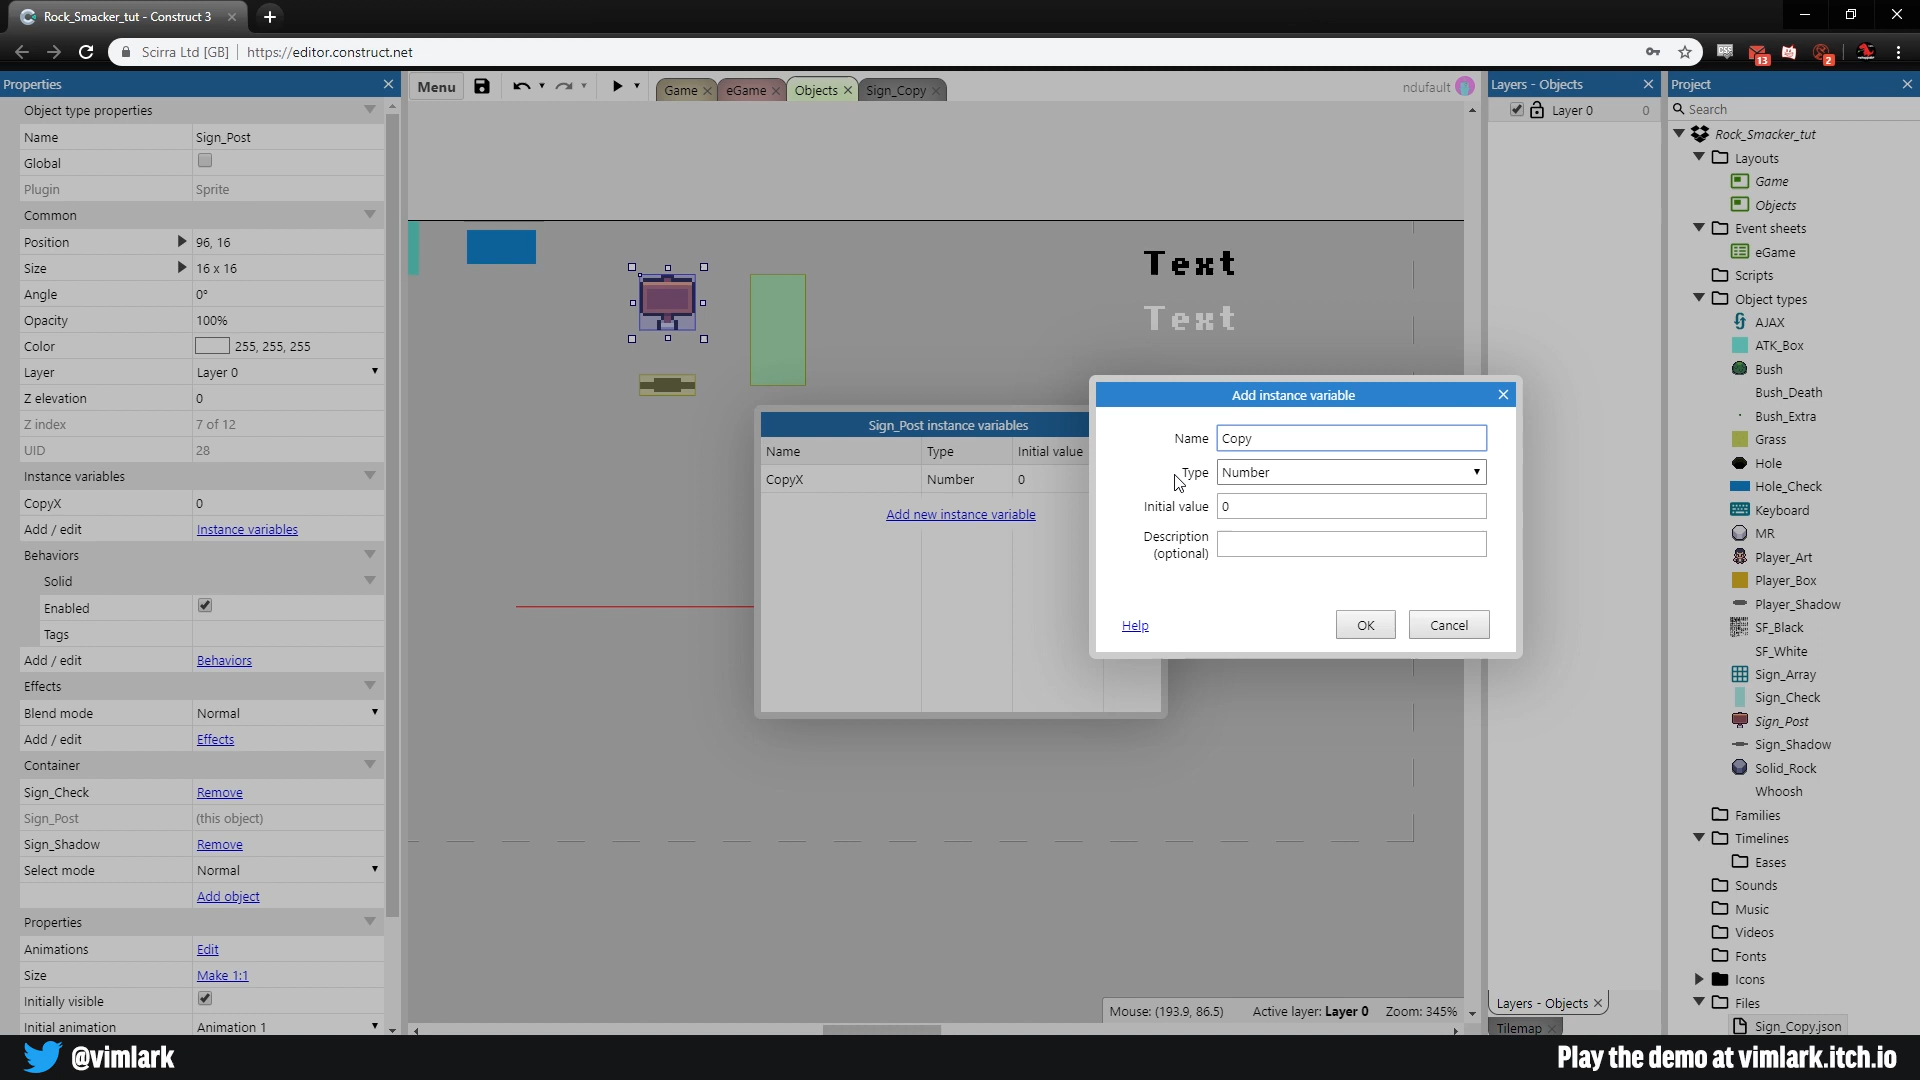 Rock_Smacker_tut - Construct 3
Scirra Ltd [GB] https://editor.construct.net
13
2
Properties
Object type properties
Name Sign_Post
Global
Plugin Sprite
Common
Position 96, 16
Size 16 x 16
Angle 0°
Opacity 100%
Color 255, 255, 255
Layer Layer 0
Z elevation 0
Z index 7 of 12
UID 28
Instance variables
CopyX 0
Add / edit Instance variables
Behaviors
Solid
Enabled
Tags
Add / edit Behaviors
Effects
Blend mode Normal
Add / edit Effects
Container
Sign_Check Remove
Sign_Post (this object)
Sign_Shadow Remove
Select mode Normal
Add object
Properties
Animations Edit
Size Make 1:1
Initially visible
Initial animation Animation 1
Menu
Game
eGame
Objects
Sign_Copy
ndufault
Text
Text
Sign_Post instance variables
Name Type Initial value
CopyX Number 0
Add new instance variable
Add instance variable
Name Copy
Type Number
Initial value 0
Description
(optional)
Help OK Cancel
Mouse: (193.9, 86.5) Active layer: Layer 0 Zoom: 345%
Layers - Objects
Layer 0 0
Layers - Objects
Tilemap
Project
Search
Rock_Smacker_tut
Layouts
Game
Objects
Event sheets
eGame
Scripts
Object types
AJAX
ATK_Box
Bush
Bush_Death
Bush_Extra
Grass
Hole
Hole_Check
Keyboard
MR
Player_Art
Player_Box
Player_Shadow
SF_Black
SF_White
Sign_Array
Sign_Check
Sign_Post
Sign_Shadow
Solid_Rock
Whoosh
Families
Timelines
Eases
Sounds
Music
Videos
Fonts
Icons
Files
Sign_Copy.json
@vimlark
Play the demo at vimlark.itch.io